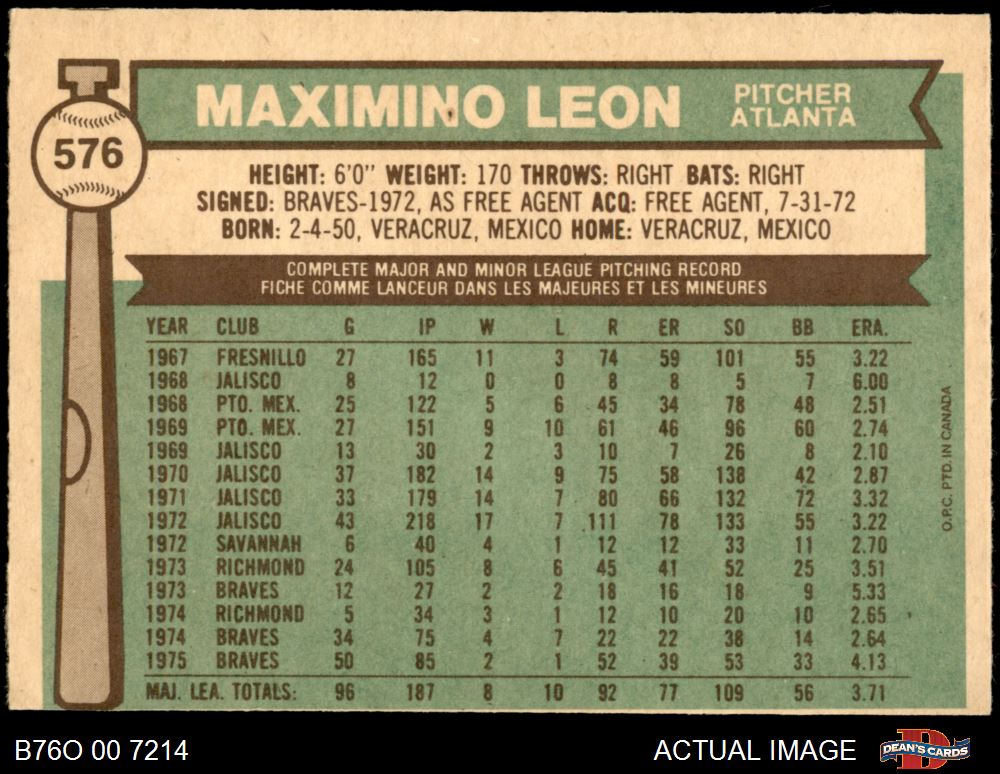 MAXIMINO LEON PITCHER ATLANTA
576
HEIGHT: 6'0" WEIGHT: 170 THROWS: RIGHT BATS: RIGHT
SIGNED: BRAVES-1972, AS FREE AGENT ACQ: FREE AGENT, 7-31-72
BORN: 2-4-50, VERACRUZ, MEXICO HOME: VERACRUZ, MEXICO
COMPLETE MAJOR AND MINOR LEAGUE PITCHING RECORD
FICHE COMME LANCEUR DANS LES MAJEURES ET LES MINEURES
YEAR CLUB G IP W L R ER SO BB ERA.
1967 FRESNILLO 27 165 11 3 74 59 101 55 3.22
1968 JALISCO 8 12 0 0 8 8 5 7 6.00
1968 PTO. MEX. 25 122 5 6 45 34 78 48 2.51
1969 PTO. MEX. 27 151 9 10 61 46 96 60 2.74
1969 JALISCO 13 30 2 3 10 7 26 8 2.10
1970 JALISCO 37 182 14 9 75 58 138 42 2.87
1971 JALISCO 33 179 14 7 80 66 132 72 3.32
1972 JALISCO 43 218 17 7 111 78 133 55 3.22
1972 SAVANNAH 6 40 4 1 12 12 33 11 2.70
1973 RICHMOND 24 105 8 6 45 41 52 25 3.51
1973 BRAVES 12 27 2 2 18 16 18 9 5.33
1974 RICHMOND 5 34 3 1 12 10 20 10 2.65
1974 BRAVES 34 75 4 7 22 22 38 14 2.64
1975 BRAVES 50 85 2 1 52 39 53 33 4.13
MAJ. LEA. TOTALS: 96 187 8 10 92 77 109 56 3.71
O.P.C. PTD. IN CANADA
B76O 00 7214 ACTUAL IMAGE DEAN'S CARDS